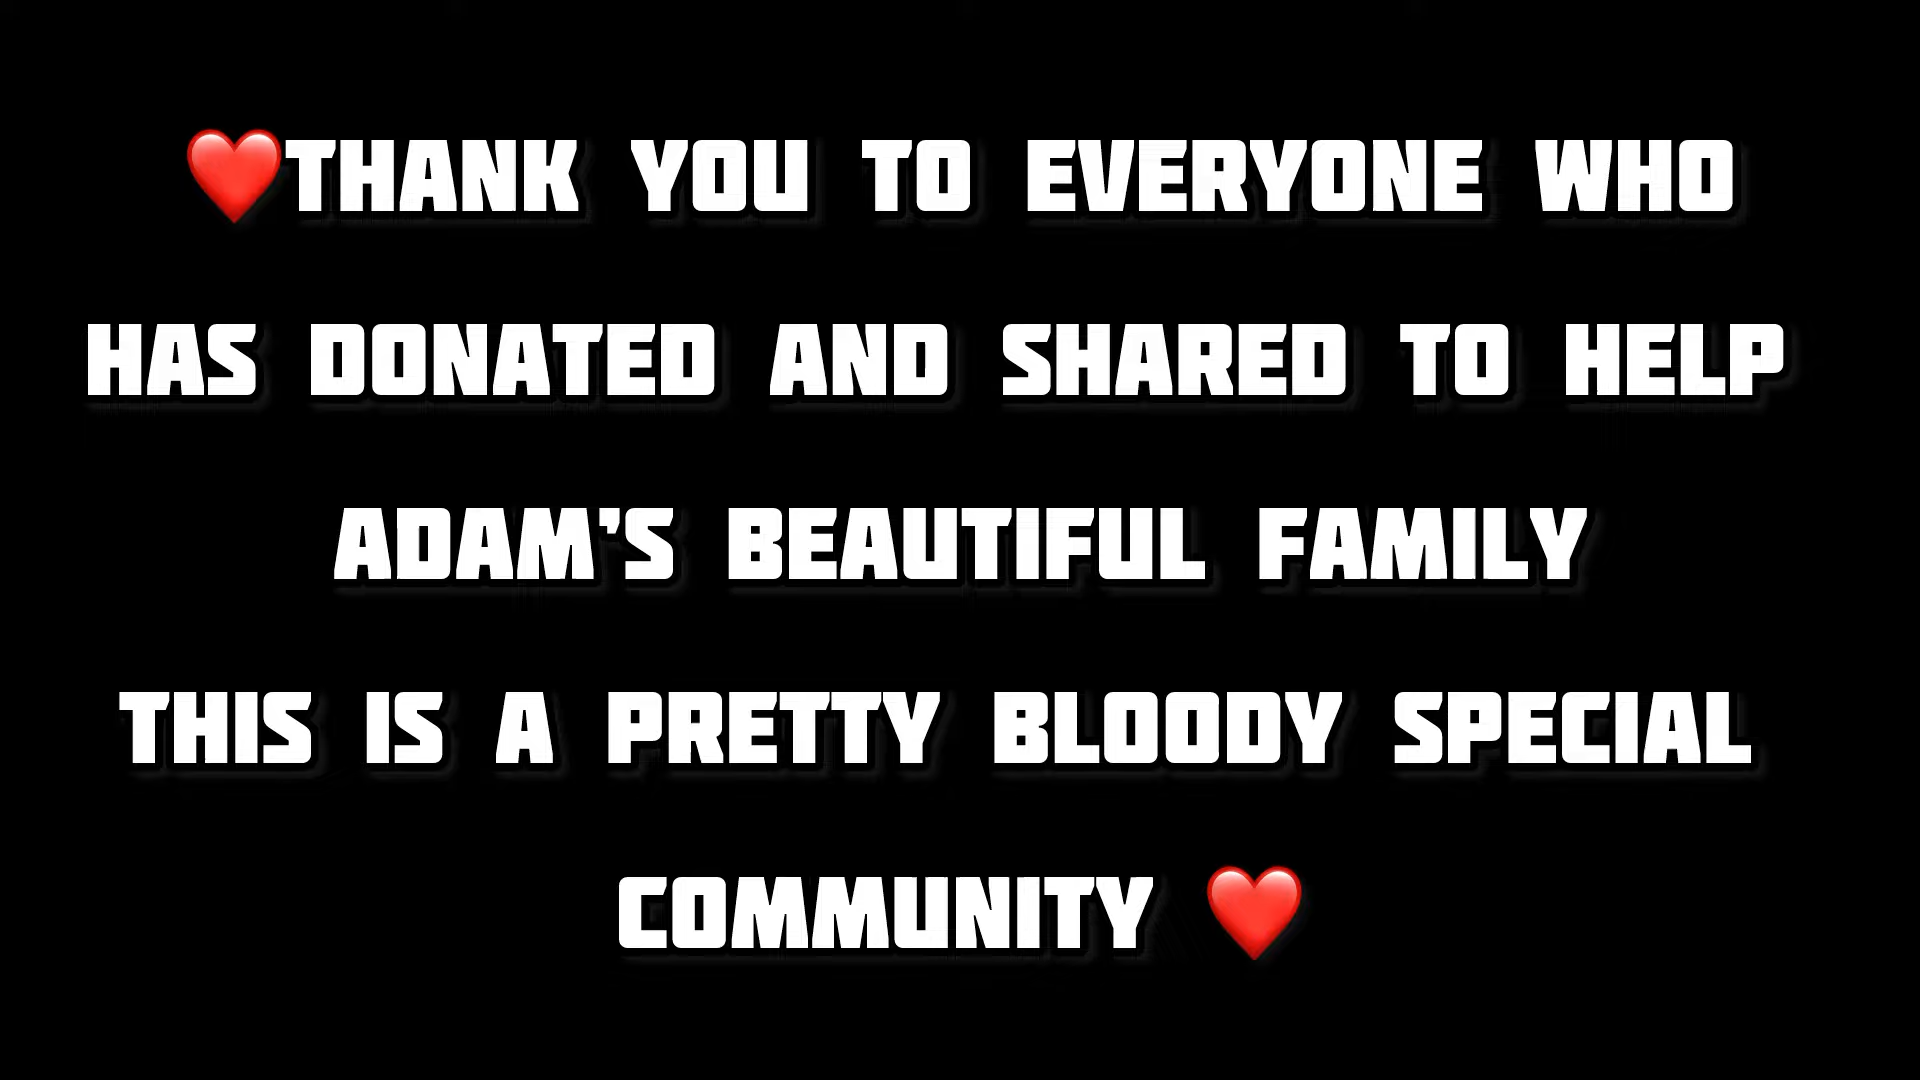 ❤️THANK YOU TO EVERYONE WHO
HAS DONATED AND SHARED TO HELP
ADAM'S BEAUTIFUL FAMILY
THIS IS A PRETTY BLOODY SPECIAL
COMMUNITY ❤️